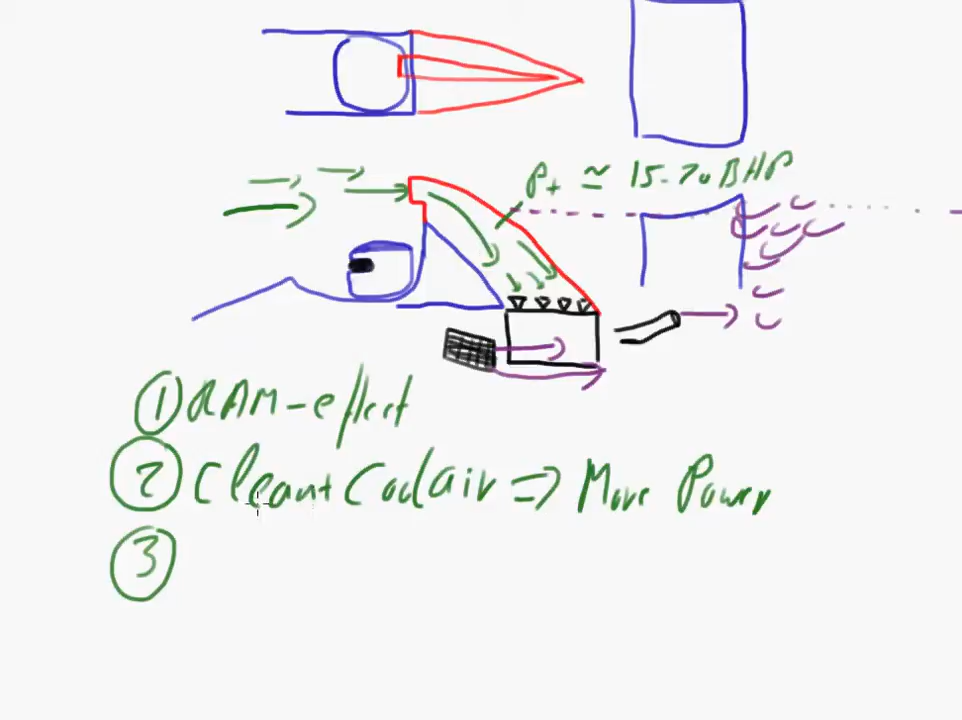 P+ ≃ 15-20 BHP
① RAM-effect
② Clean+ Cool air ⇒ More Power
③